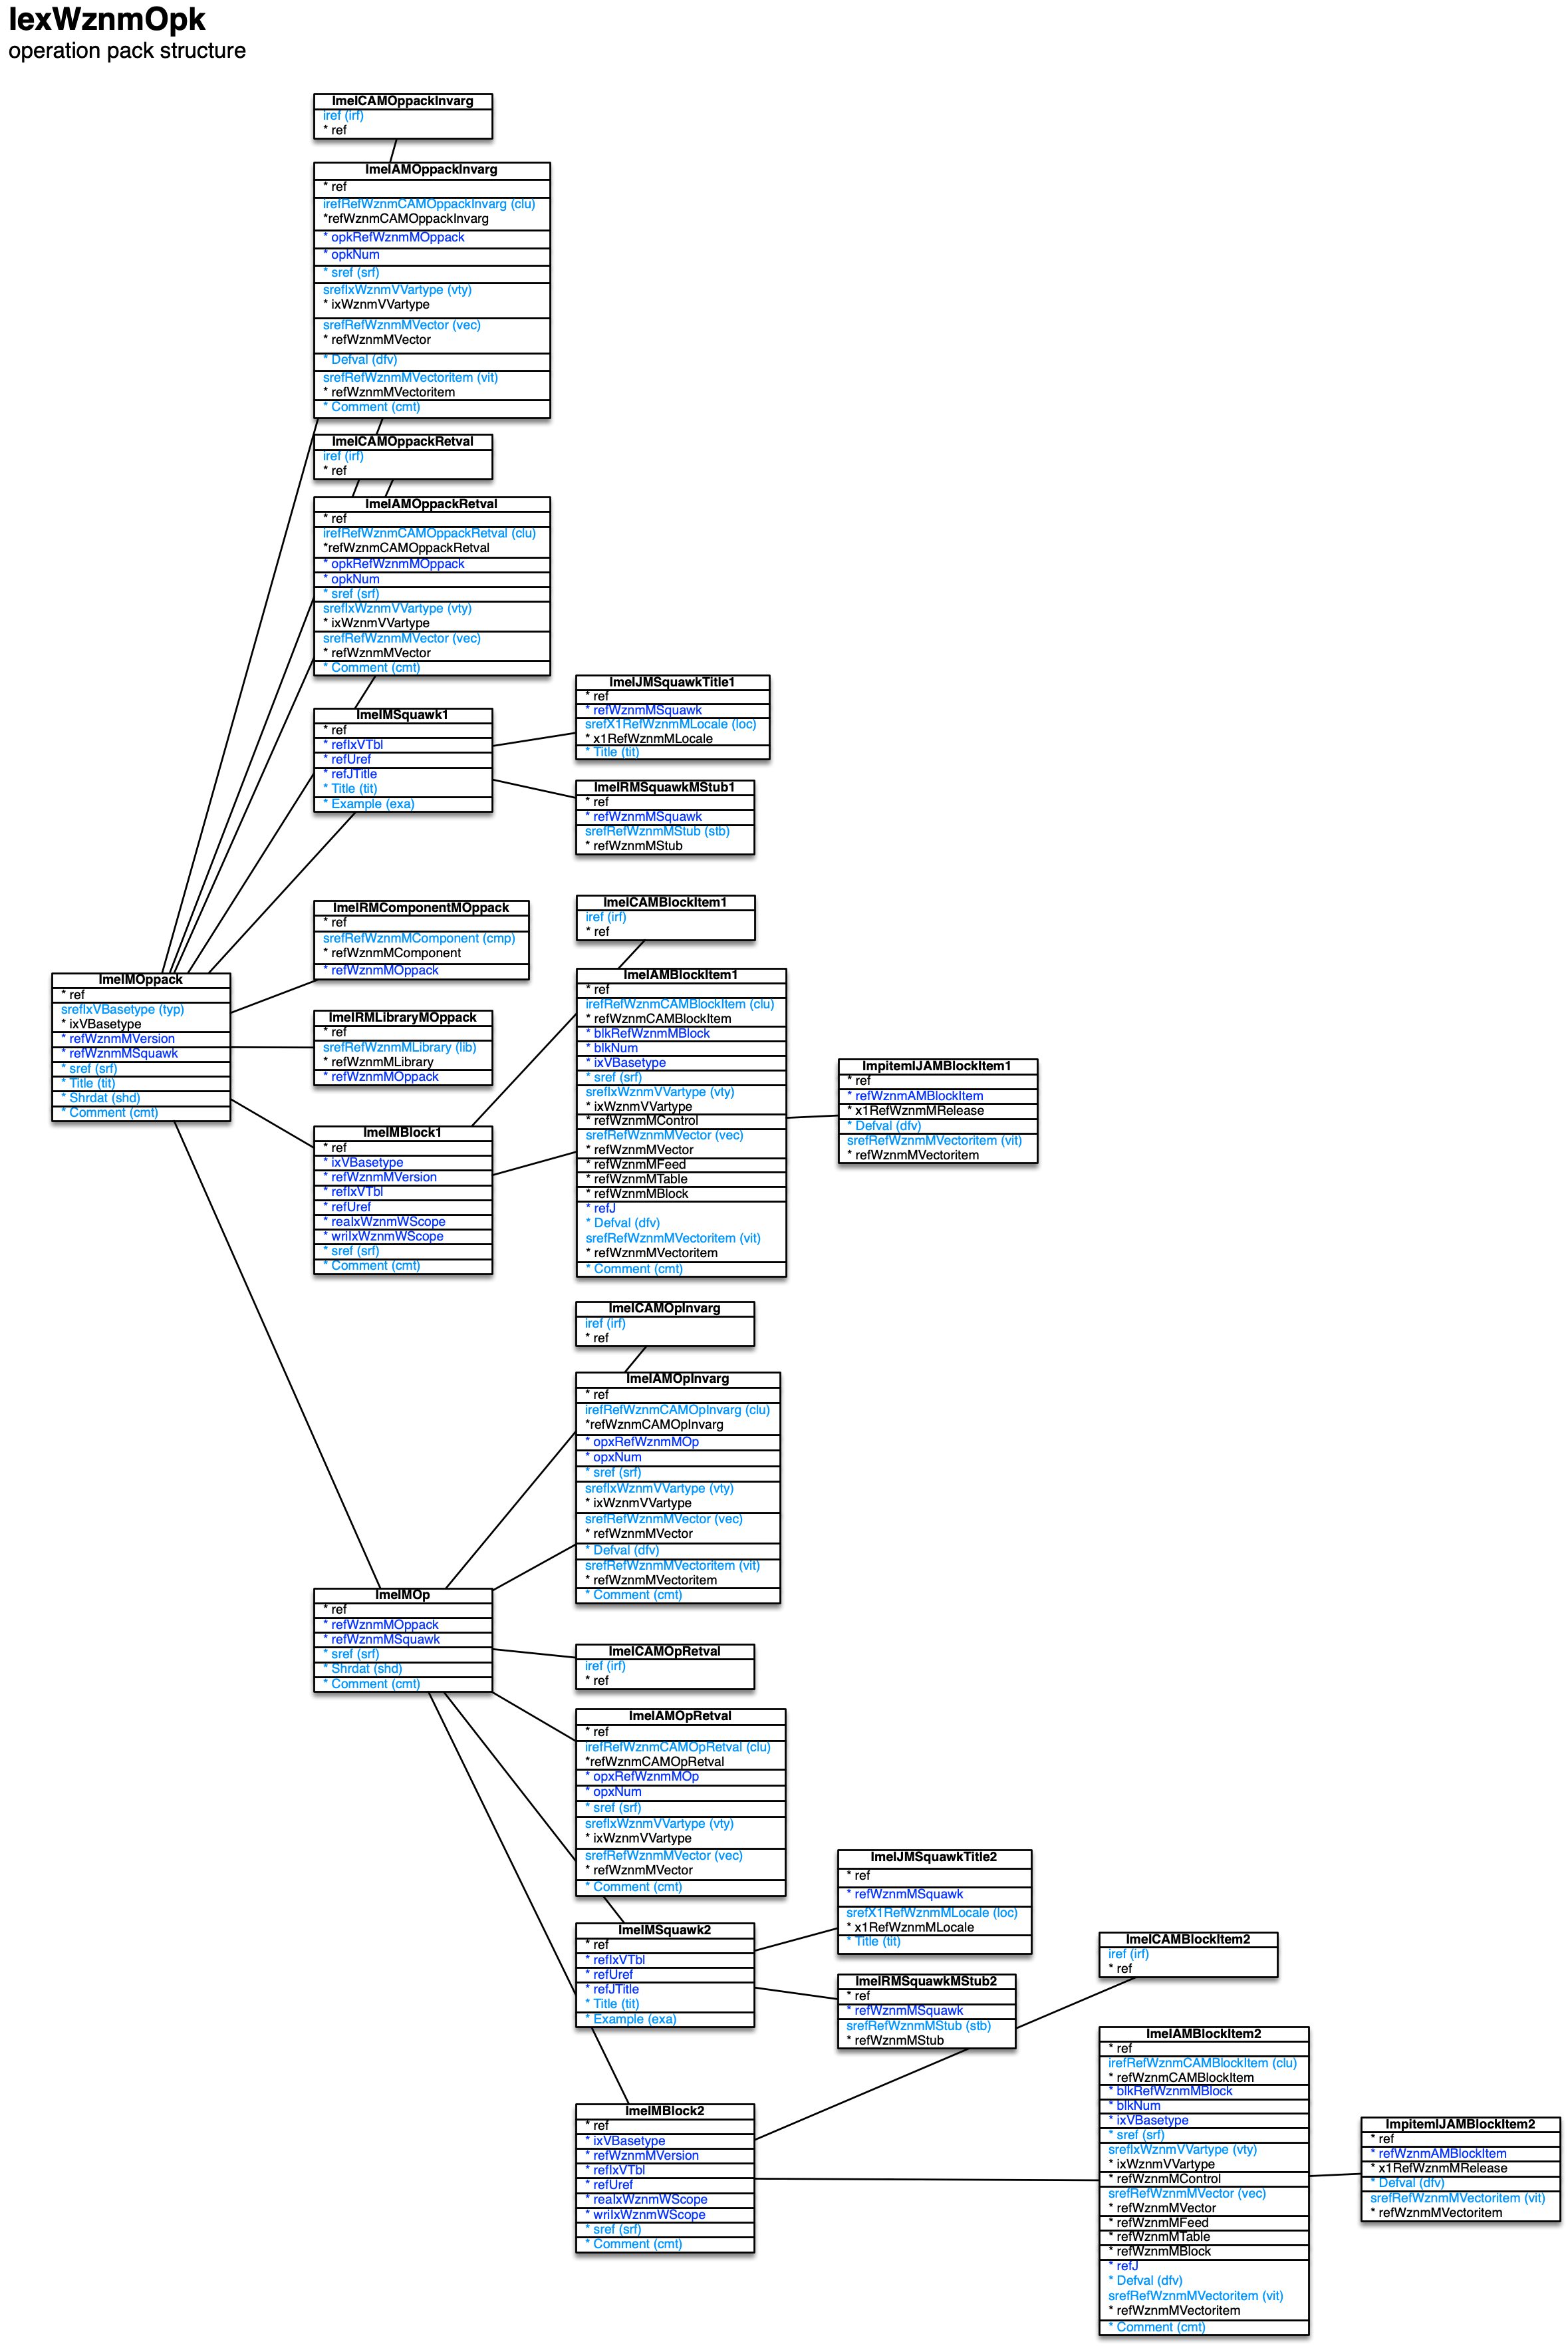 IexWznmOpk
operation pack structure
ImeICAMOppackInvarg
iref (irf)
* ref
ImeIAMOppackInvarg
* ref
irefRefWznmCAMOppackInvarg (clu)
*refWznmCAMOppackInvarg
* opkRefWznmMOppack
* opkNum
* sref (srf)
srefIxWznmVVartype (vty)
* ixWznmVVartype
srefRefWznmMVector (vec)
* refWznmMVector
* Defval (dfv)
srefRefWznmMVectoritem (vit)
* refWznmMVectoritem
* Comment (cmt)
ImeICAMOppackRetval
iref (irf)
* ref
ImeIAMOppackRetval
* ref
irefRefWznmCAMOppackRetval (clu)
*refWznmCAMOppackRetval
* opkRefWznmMOppack
* opkNum
* sref (srf)
srefIxWznmVVartype (vty)
* ixWznmVVartype
srefRefWznmMVector (vec)
* refWznmMVector
* Comment (cmt)
ImeIMSquawk1
* ref
* refIxVTbl
* refUref
* refJTitle
* Title (tit)
* Example (exa)
ImeIJMSquawkTitle1
* ref
* refWznmMSquawk
srefX1RefWznmMLocale (loc)
* x1RefWznmMLocale
* Title (tit)
ImeIRMSquawkMStub1
* ref
* refWznmMSquawk
srefRefWznmMStub (stb)
* refWznmMStub
ImeIRMComponentMOppack
* ref
srefRefWznmMComponent (cmp)
* refWznmMComponent
* refWznmMOppack
ImeIMOppack
* ref
srefIxVBasetype (typ)
* ixVBasetype
* refWznmMVersion
* refWznmMSquawk
* sref (srf)
* Title (tit)
* Shrdat (shd)
* Comment (cmt)
ImeIRMLibraryMOppack
* ref
srefRefWznmMLibrary (lib)
* refWznmMLibrary
* refWznmMOppack
ImeIMBlock1
* ref
* ixVBasetype
* refWznmMVersion
* refIxVTbl
* refUref
* reaIxWznmWScope
* wriIxWznmWScope
* sref (srf)
* Comment (cmt)
ImeICAMBlockItem1
iref (irf)
* ref
ImeIAMBlockItem1
* ref
irefRefWznmCAMBlockItem (clu)
* refWznmCAMBlockItem
* blkRefWznmMBlock
* blkNum
* ixVBasetype
* sref (srf)
srefIxWznmVVartype (vty)
* ixWznmVVartype
* refWznmMControl
srefRefWznmMVector (vec)
* refWznmMVector
* refWznmMFeed
* refWznmMTable
* refWznmMBlock
* refJ
* Defval (dfv)
srefRefWznmMVectoritem (vit)
* refWznmMVectoritem
* Comment (cmt)
ImpitemIJAMBlockItem1
* ref
* refWznmAMBlockItem
* x1RefWznmMRelease
* Defval (dfv)
srefRefWznmMVectoritem (vit)
* refWznmMVectoritem
ImeICAMOpInvarg
iref (irf)
* ref
ImeIAMOpInvarg
* ref
irefRefWznmCAMOpInvarg (clu)
*refWznmCAMOpInvarg
* opxRefWznmMOp
* opxNum
* sref (srf)
srefIxWznmVVartype (vty)
* ixWznmVVartype
srefRefWznmMVector (vec)
* refWznmMVector
* Defval (dfv)
srefRefWznmMVectoritem (vit)
* refWznmMVectoritem
* Comment (cmt)
ImeIMOp
* ref
* refWznmMOppack
* refWznmMSquawk
* sref (srf)
* Shrdat (shd)
* Comment (cmt)
ImeICAMOpRetval
iref (irf)
* ref
ImeIAMOpRetval
* ref
irefRefWznmCAMOpRetval (clu)
*refWznmCAMOpRetval
* opxRefWznmMOp
* opxNum
* sref (srf)
srefIxWznmVVartype (vty)
* ixWznmVVartype
srefRefWznmMVector (vec)
* refWznmMVector
* Comment (cmt)
ImeIMSquawk2
* ref
* refIxVTbl
* refUref
* refJTitle
* Title (tit)
* Example (exa)
ImeIJMSquawkTitle2
* ref
* refWznmMSquawk
srefX1RefWznmMLocale (loc)
* x1RefWznmMLocale
* Title (tit)
ImeIRMSquawkMStub2
* ref
* refWznmMSquawk
srefRefWznmMStub (stb)
* refWznmMStub
ImeIMBlock2
* ref
* ixVBasetype
* refWznmMVersion
* refIxVTbl
* refUref
* reaIxWznmWScope
* wriIxWznmWScope
* sref (srf)
* Comment (cmt)
ImeICAMBlockItem2
iref (irf)
* ref
ImeIAMBlockItem2
* ref
irefRefWznmCAMBlockItem (clu)
* refWznmCAMBlockItem
* blkRefWznmMBlock
* blkNum
* ixVBasetype
* sref (srf)
srefIxWznmVVartype (vty)
* ixWznmVVartype
* refWznmMControl
srefRefWznmMVector (vec)
* refWznmMVector
* refWznmMFeed
* refWznmMTable
* refWznmMBlock
* refJ
* Defval (dfv)
srefRefWznmMVectoritem (vit)
* refWznmMVectoritem
* Comment (cmt)
ImpitemIJAMBlockItem2
* ref
* refWznmAMBlockItem
* x1RefWznmMRelease
* Defval (dfv)
srefRefWznmMVectoritem (vit)
* refWznmMVectoritem